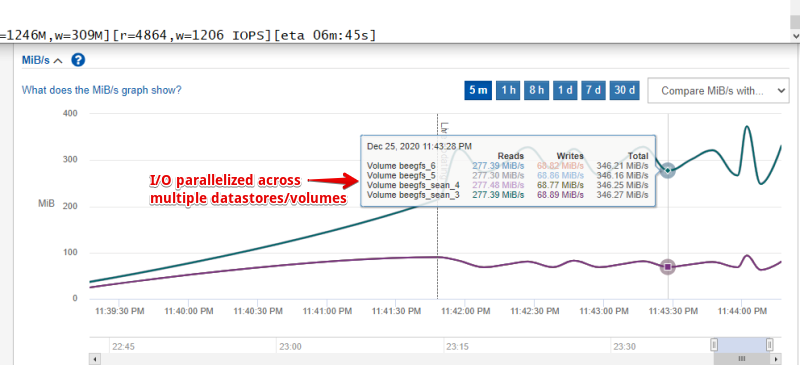 =1246M,w=309M][r=4864,w=1206 IOPS][eta 06m:45s]
MiB/s ?
What does the MiB/s graph show?
5 m 1 h 8 h 1 d 7 d 30 d Compare MiB/s with...
400
300
MiB
200
100
0
Dec 25, 2020 11:43:28 PM
Reads Writes Total
Volume beegfs_6 277.39 MiB/s 68.82 MiB/s 346.21 MiB/s
Volume beegfs_5 277.30 MiB/s 68.86 MiB/s 346.16 MiB/s
Volume beegfs_sean_4 277.48 MiB/s 68.77 MiB/s 346.25 MiB/s
Volume beegfs_sean_3 277.39 MiB/s 68.89 MiB/s 346.27 MiB/s
I/O parallelized across
multiple datastores/volumes
11:39:30 PM 11:40:00 PM 11:40:30 PM 11:41:00 PM 11:41:30 PM 11:42:00 PM 11:42:30 PM 11:43:00 PM 11:43:30 PM 11:44:00 PM
22:45 23:00 23:15 23:30